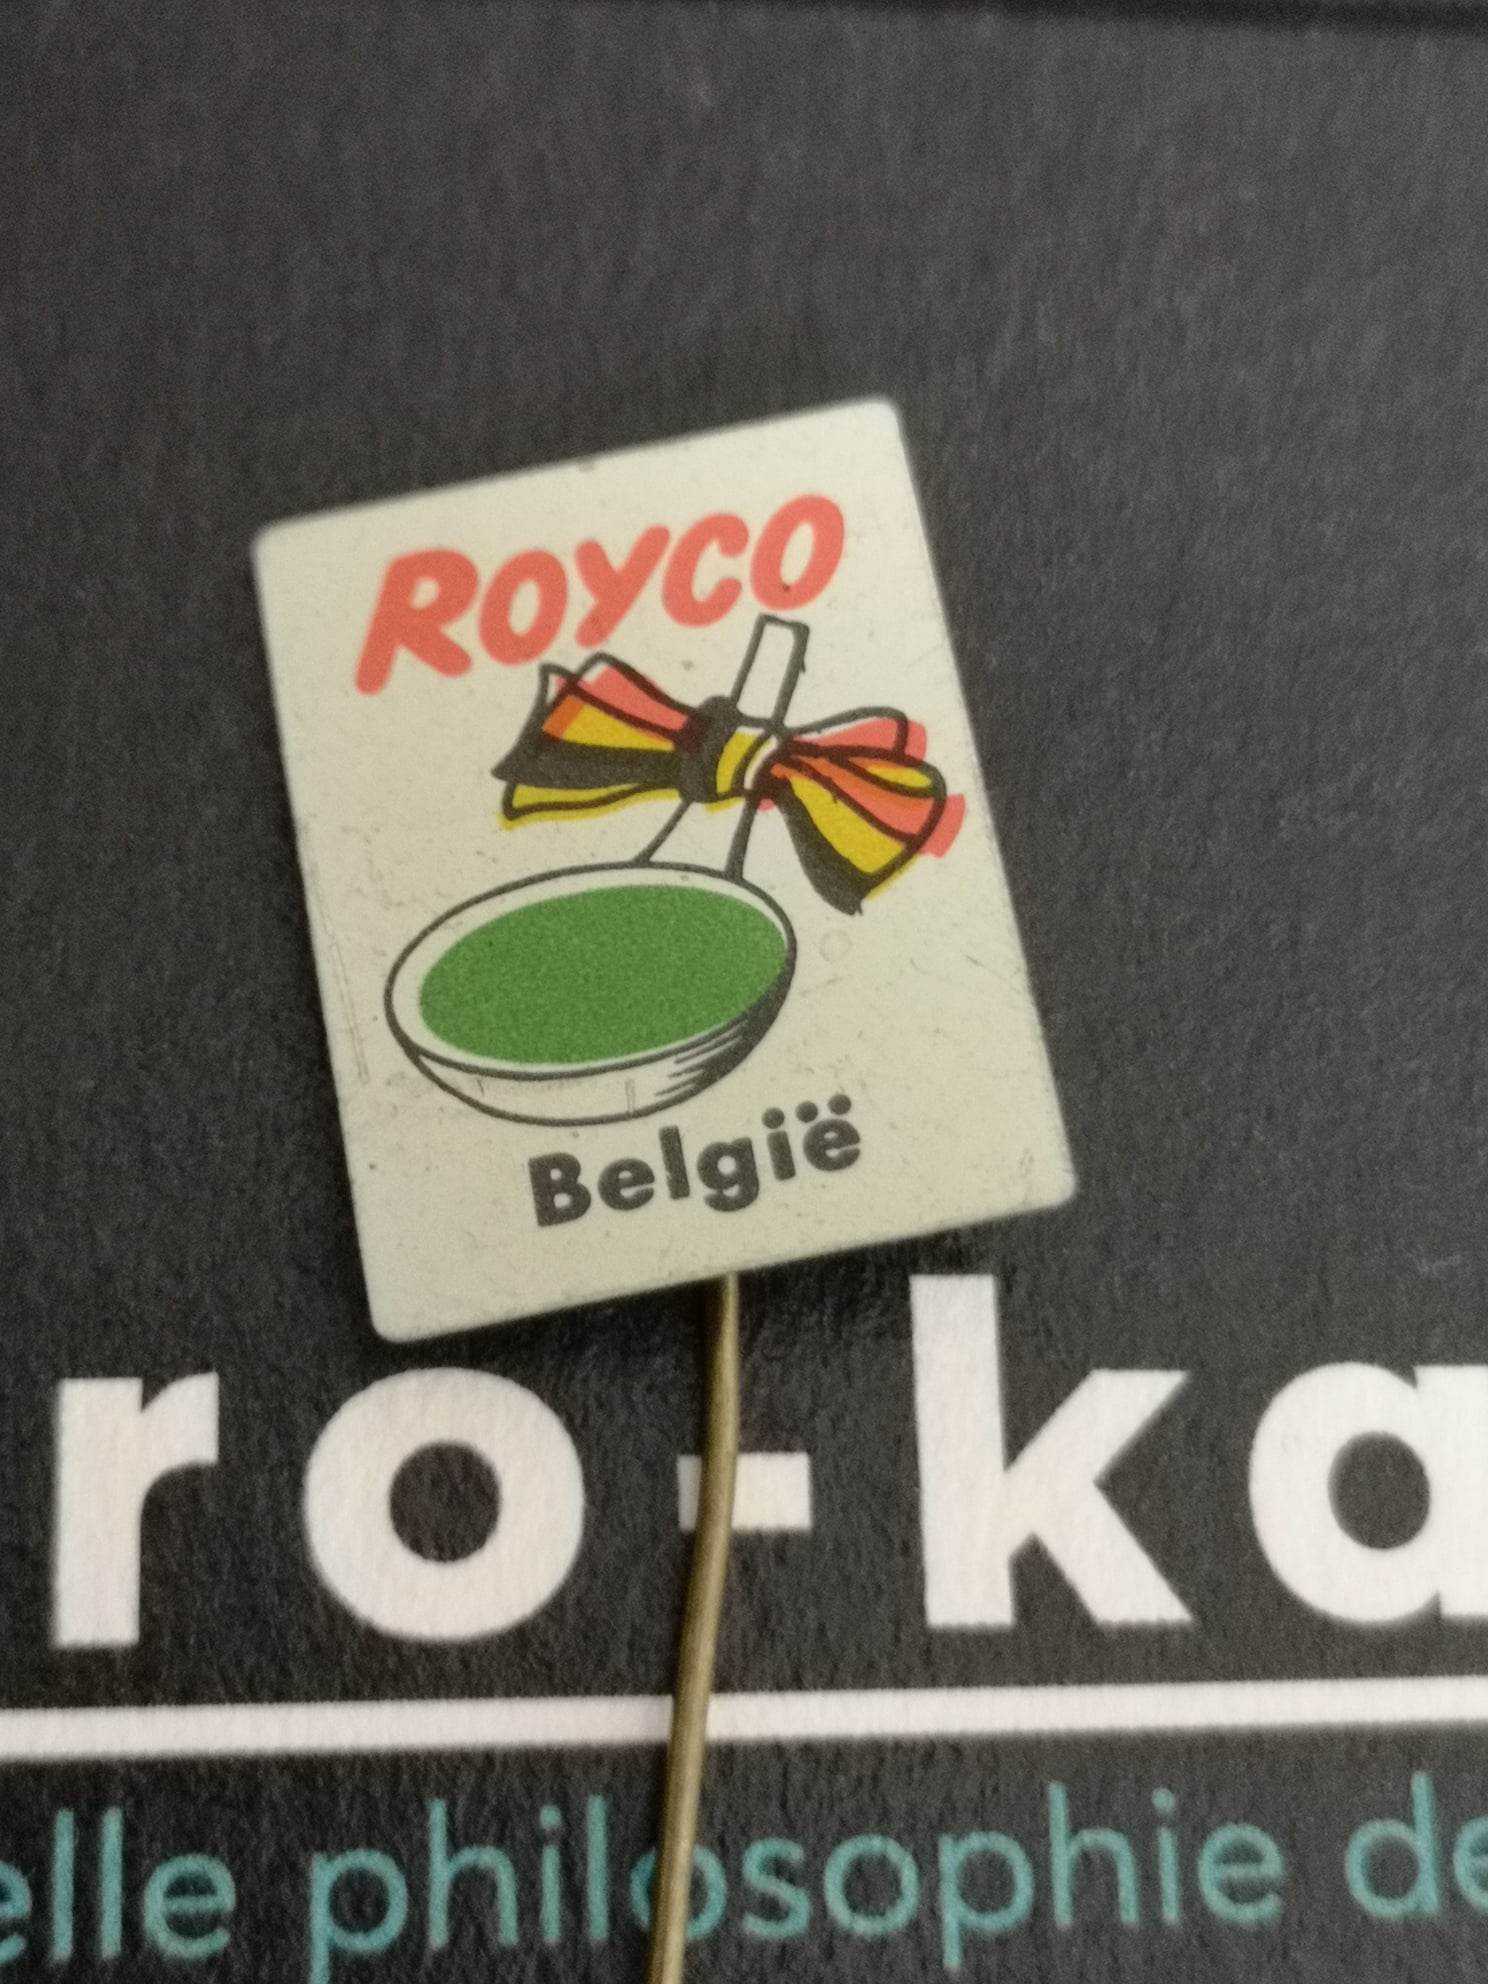 ROYCO
België
ro-ka
elle philosophie de